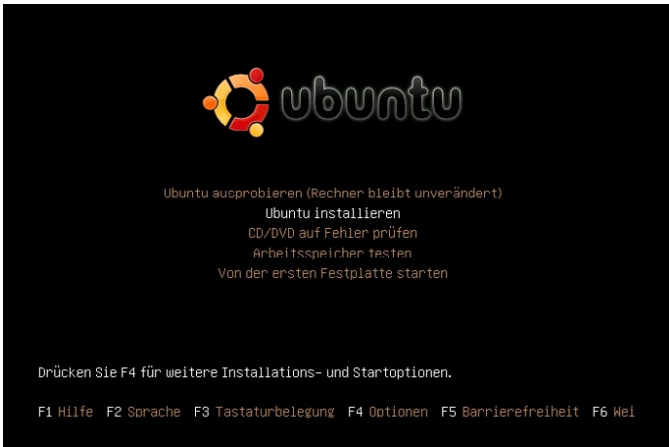 ubuntu
Ubuntu ausprobieren (Rechner bleibt unverändert)
Ubuntu installieren
CD/DVD auf Fehler prüfen
Arbeitsspeicher testen
Von der ersten Festplatte starten
Drücken Sie F4 für weitere Installations- und Startoptionen.
F1 Hilfe F2 Sprache F3 Tastaturbelegung F4 Optionen F5 Barrierefreiheit F6 Wei